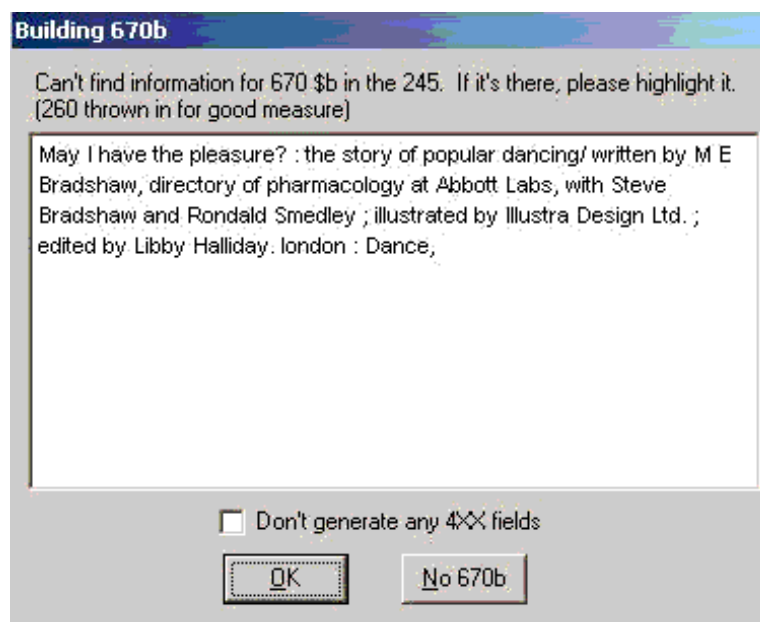 Building 670b
Can't find information for 670 $b in the 245.  If it's there, please highlight it.
(260 thrown in for good measure)
May I have the pleasure? : the story of popular dancing/ written by M E
Bradshaw, directory of pharmacology at Abbott Labs, with Steve
Bradshaw and Rondald Smedley ; illustrated by Illustra Design Ltd. ;
edited by Libby Halliday. london : Dance,
Don't generate any 4XX fields
OK
No 670b